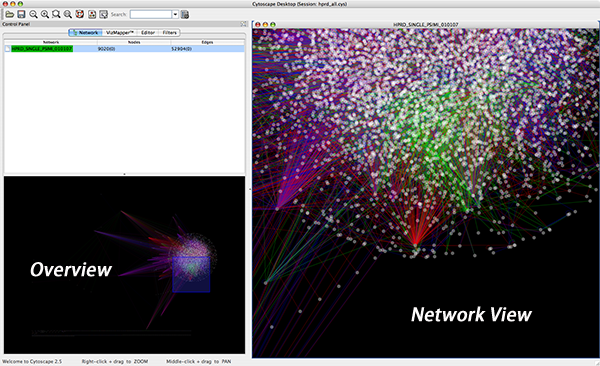 Cytoscape Desktop (Session: hprd_all.cys)
Search:
Control Panel
Network VizMapper™ Editor Filters
Network Nodes Edges
HPRD_SINGLE_PSIMI_010107 9020(0) 52904(0)
HPRD_SINGLE_PSIMI_010107
Overview
Network View
Welcome to Cytoscape 2.5 Right-click + drag to ZOOM Middle-click + drag to PAN